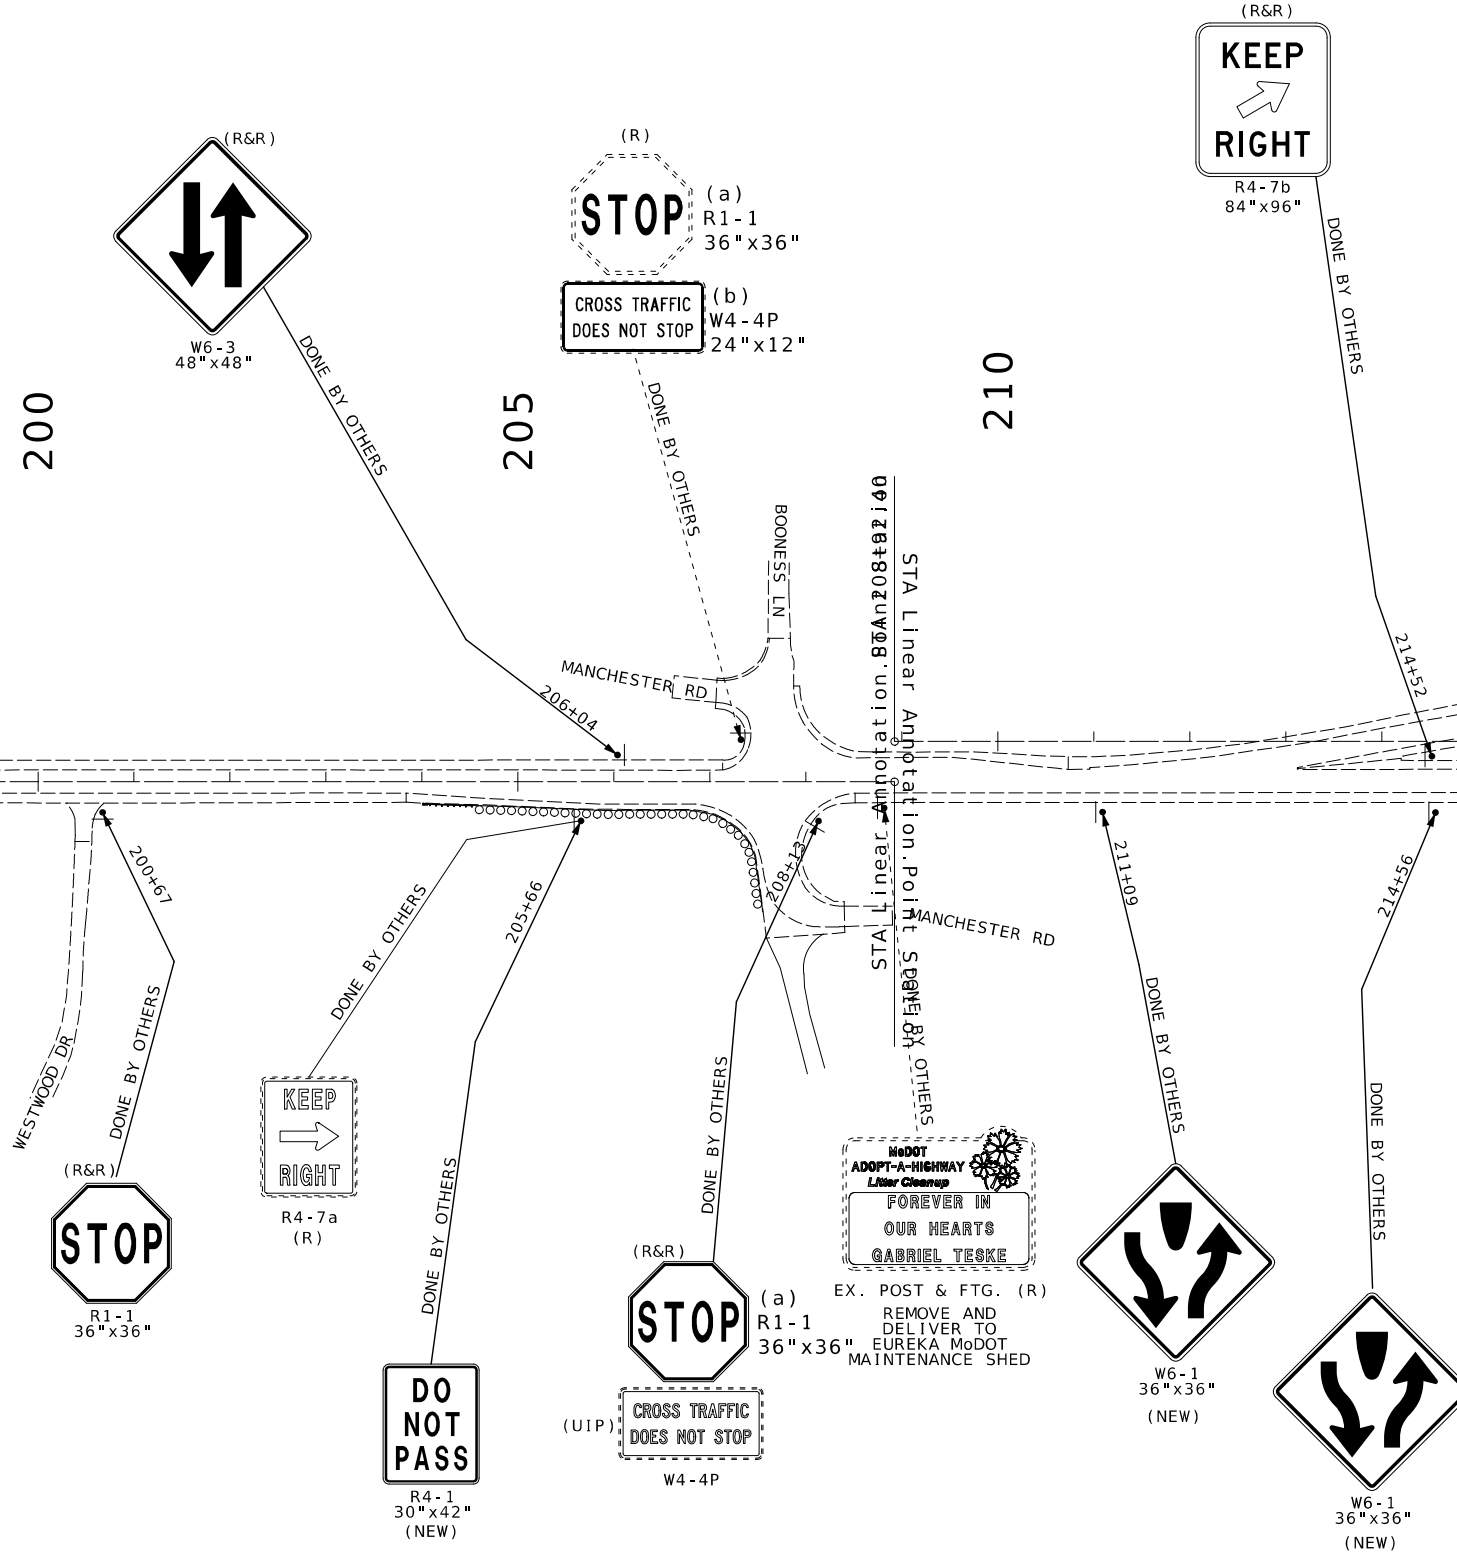 (R&R)
KEEP
RIGHT
R4-7b
84"x96"
DONE BY OTHERS
214+52
(R&R)
W6-3
48"x48"
DONE BY OTHERS
206+04
(R)
STOP
(a)
R1-1
36"x36"
CROSS TRAFFIC
DOES NOT STOP
(b)
W4-4P
24"x12"
DONE BY OTHERS
200
205
210
BOONESS LN
MANCHESTER RD
STA Linear Annotation.Point Station
STA Linear Annotation.
MANCHESTER RD
200+67
DONE BY OTHERS
WESTWOOD DR
(R&R)
STOP
R1-1
36"x36"
DONE BY OTHERS
KEEP
RIGHT
R4-7a
(R)
205+66
DONE BY OTHERS
DO
NOT
PASS
R4-1
30"x42"
(NEW)
208+13
DONE BY OTHERS
(R&R)
STOP
(a)
R1-1
36"x36"
(UIP)
CROSS TRAFFIC
DOES NOT STOP
W4-4P
DONE BY OTHERS
MoDOT
ADOPT-A-HIGHWAY
Litter Cleanup
FOREVER IN
OUR HEARTS
GABRIEL TESKE
EX. POST & FTG. (R)
REMOVE AND
DELIVER TO
EUREKA MoDOT
MAINTENANCE SHED
211+09
DONE BY OTHERS
W6-1
36"x36"
(NEW)
214+56
DONE BY OTHERS
W6-1
36"x36"
(NEW)